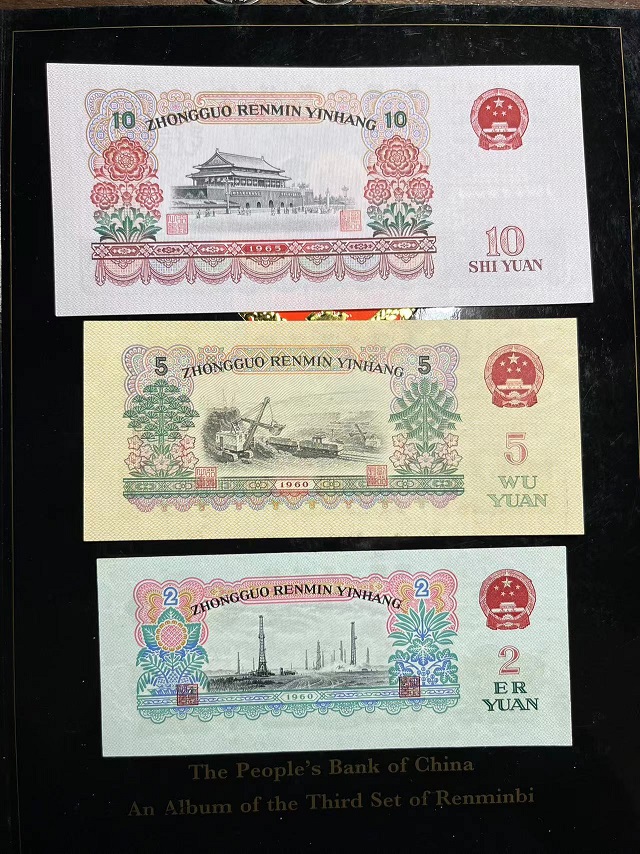 10 ZHONGGUO RENMIN YINHANG 10
1965
10
SHI YUAN
5 ZHONGGUO RENMIN YINHANG 5
1960
5
WU
YUAN
2 ZHONGGUO RENMIN YINHANG 2
1960
2
ER
YUAN
The People's Bank of China
An Album of the Third Set of Renminbi